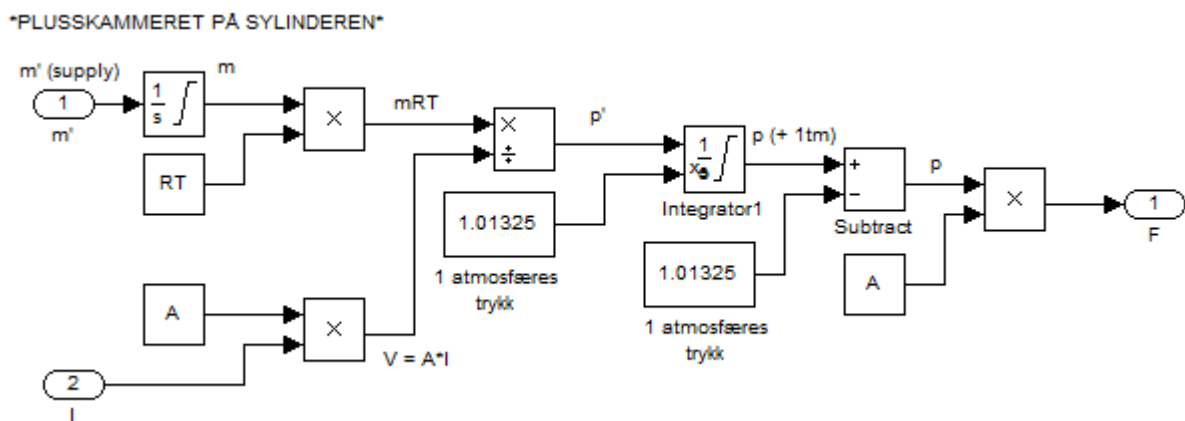 *PLUSSKAMMERET PÅ SYLINDEREN*
m' (supply)
1
m'
1
s
m
RT
×
mRT
×
÷
p'
1.01325
1 atmosfæres
trykk
1
s
xo
Integrator1
p (+ 1tm)
1.01325
1 atmosfæres
trykk
+
−
Subtract
p
A
×
1
F
A
×
V = A*l
2
l